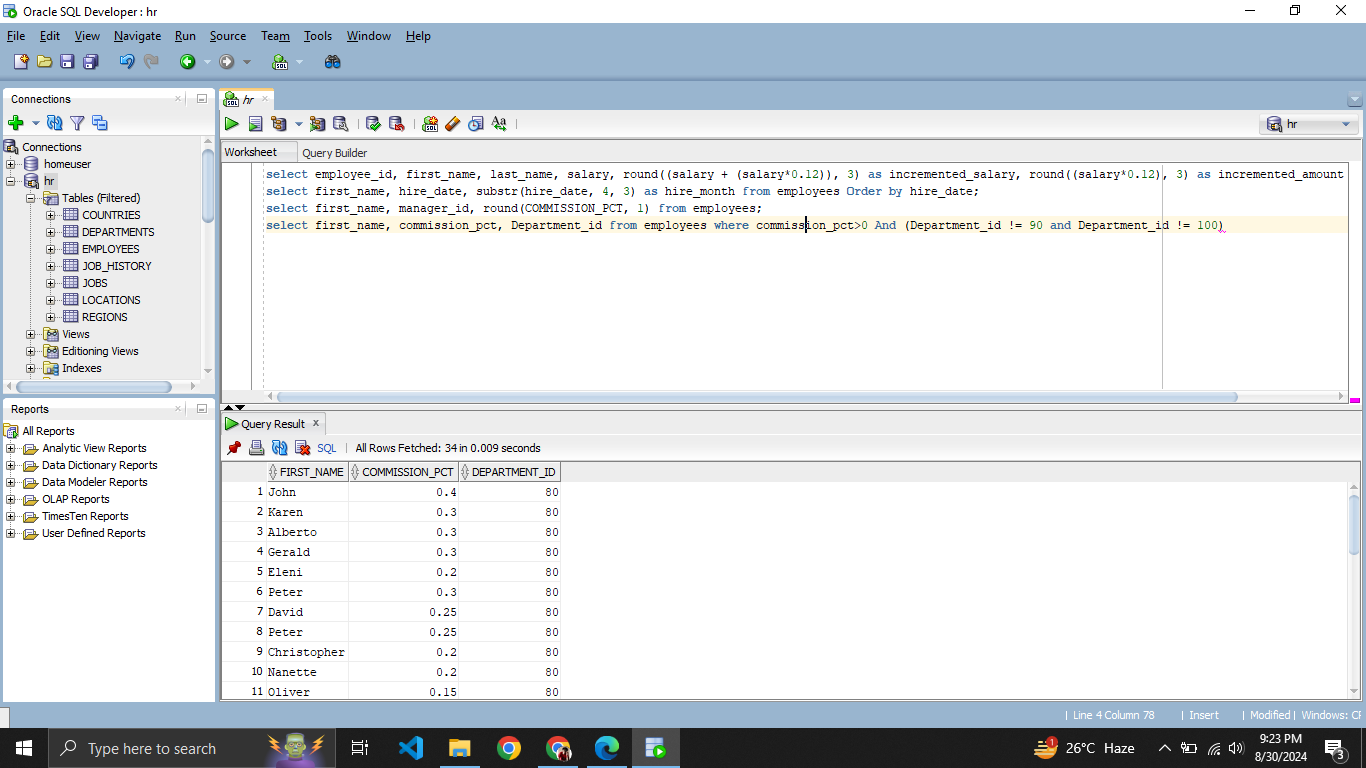 Oracle SQL Developer : hr
File Edit View Navigate Run Source Team Tools Window Help
Connections
Connections
homeuser
hr
Tables (Filtered)
COUNTRIES
DEPARTMENTS
EMPLOYEES
JOB_HISTORY
JOBS
LOCATIONS
REGIONS
Views
Editioning Views
Indexes
Reports
All Reports
Analytic View Reports
Data Dictionary Reports
Data Modeler Reports
OLAP Reports
TimesTen Reports
User Defined Reports
hr
hr
Worksheet Query Builder
select employee_id, first_name, last_name, salary, round((salary + (salary*0.12)), 3) as incremented_salary, round((salary*0.12), 3) as incremented_amount
select first_name, hire_date, substr(hire_date, 4, 3) as hire_month from employees Order by hire_date;
select first_name, manager_id, round(COMMISSION_PCT, 1) from employees;
select first_name, commission_pct, Department_id from employees where commission_pct>0 And (Department_id != 90 and Department_id != 100)
Query Result
SQL All Rows Fetched: 34 in 0.009 seconds
FIRST_NAME COMMISSION_PCT DEPARTMENT_ID
1 John 0.4 80
2 Karen 0.3 80
3 Alberto 0.3 80
4 Gerald 0.3 80
5 Eleni 0.2 80
6 Peter 0.3 80
7 David 0.25 80
8 Peter 0.25 80
9 Christopher 0.2 80
10 Nanette 0.2 80
11 Oliver 0.15 80
Line 4 Column 78 Insert Modified Windows: CF
Type here to search
26°C Haze
9:23 PM
8/30/2024
3